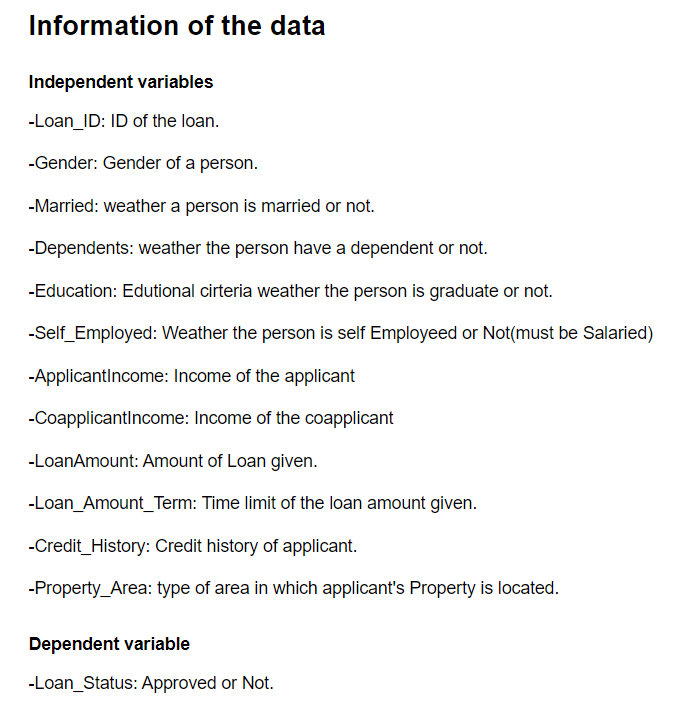 Information of the data
Independent variables
-Loan_ID: ID of the loan.
-Gender: Gender of a person.
-Married: weather a person is married or not.
-Dependents: weather the person have a dependent or not.
-Education: Edutional cirteria weather the person is graduate or not.
-Self_Employed: Weather the person is self Employeed or Not(must be Salaried)
-ApplicantIncome: Income of the applicant
-CoapplicantIncome: Income of the coapplicant
-LoanAmount: Amount of Loan given.
-Loan_Amount_Term: Time limit of the loan amount given.
-Credit_History: Credit history of applicant.
-Property_Area: type of area in which applicant's Property is located.
Dependent variable
-Loan_Status: Approved or Not.